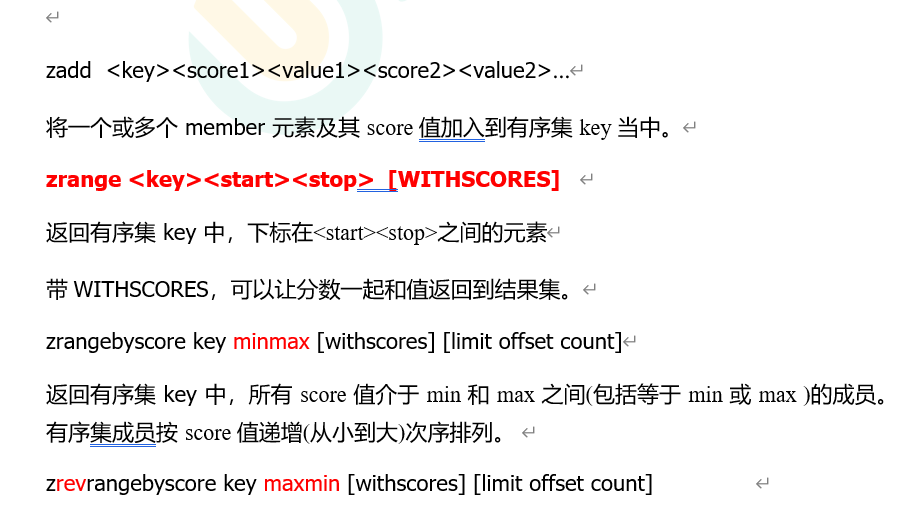 zadd  <key><score1><value1><score2><value2>...
将一个或多个 member 元素及其 score 值加入到有序集 key 当中。
zrange <key><start><stop>  [WITHSCORES]
返回有序集 key 中，下标在<start><stop>之间的元素
带 WITHSCORES，可以让分数一起和值返回到结果集。
zrangebyscore key minmax [withscores] [limit offset count]
返回有序集 key 中，所有 score 值介于 min 和 max 之间(包括等于 min 或 max )的成员。
有序集成员按 score 值递增(从小到大)次序排列。
zrevrangebyscore key maxmin [withscores] [limit offset count]